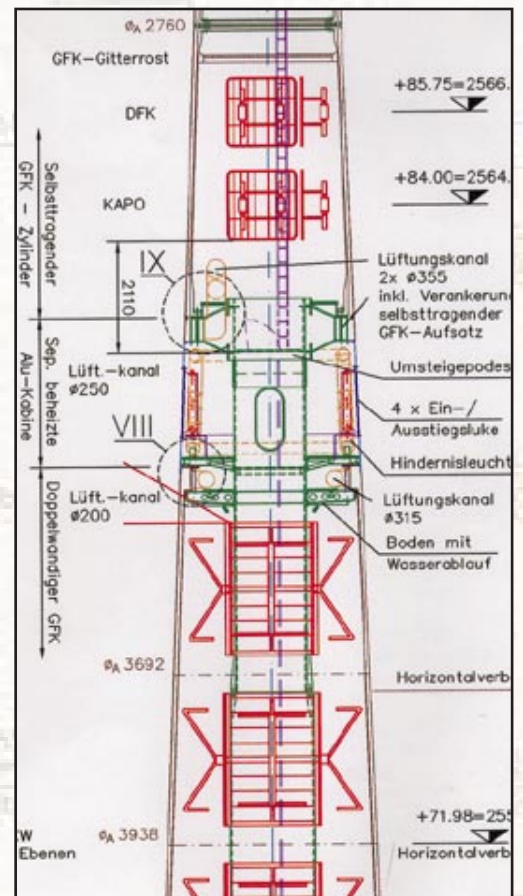 øA 2760
GFK-Gitterrost
+85.75=2566.
DFK
+84.00=2564.
KAPO
Selbsttragender
GFK - Zylinder
IX
2110
Lüftungskanal
2x ø355
inkl. Verankerun
selbsttragender
GFK-Aufsatz
Sep. beheizte
Alu-Kabine
Lüft.-kanal
ø250
Umsteigepodes
4 x Ein-/
Ausstiegsluke
VIII
Hindernisleucht
Lüft.-kanal
ø200
Lüftungskanal
ø315
Boden mit
Wasserablauf
Doppelwandiger GFK
øA 3692
Horizontalverb
+71.98=255
øA 3938
Horizontalverb
W
Ebenen